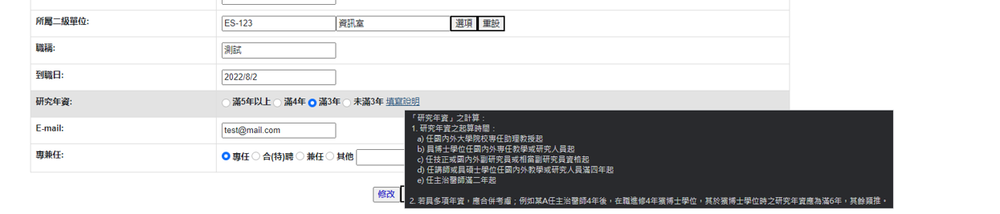 所屬二級單位: ES-123 資訊室 選項 重設
職稱: 測試
到職日: 2022/8/2
研究年資: 滿5年以上 滿4年 滿3年 未滿3年 填寫說明
E-mail: test@mail.com
專兼任: 專任 合(特)聘 兼任 其他
修改
「研究年資」之計算：
1. 研究年資之起算時間：
a) 任國內外大學院校專任助理教授起
b) 具博士學位任國內外專任教學或研究人員起
c) 任技正或國內外副研究員或相當副研究員資格起
d) 任講師或具碩士學位任國內外教學或研究人員滿四年起
e) 任主治醫師滿二年起
2. 若具多項年資，應合併考慮；例如某A任主治醫師4年後，在職進修4年獲博士學位，其於獲博士學位時之研究年資應為滿6年，其餘類推。